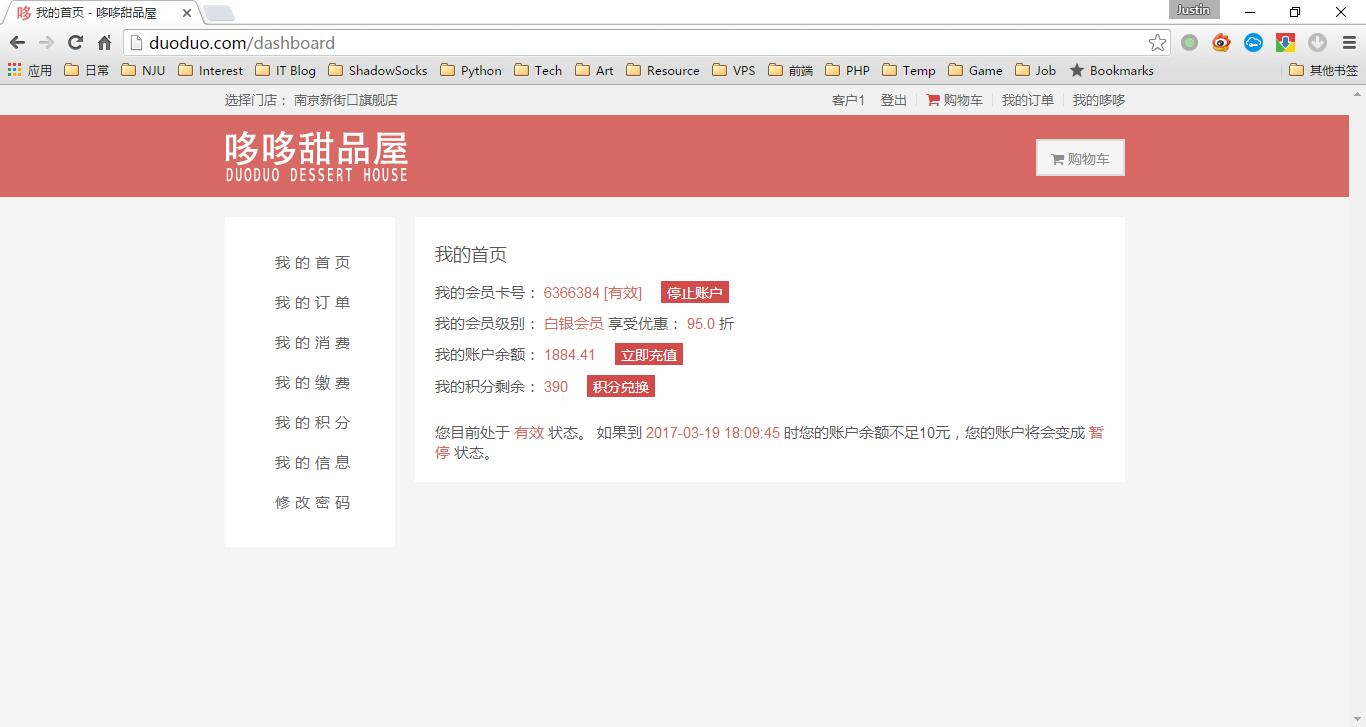 哆 我的首页 - 哆哆甜品屋
Justin
duoduo.com/dashboard
应用 日常 NJU Interest IT Blog ShadowSocks Python Tech Art Resource VPS 前端 PHP Temp Game Job Bookmarks 其他书签
选择门店： 南京新街口旗舰店 客户1 登出 购物车 我的订单 我的哆哆
哆哆甜品屋
DUODUO DESSERT HOUSE
购物车
我的首页
我的订单
我的消费
我的缴费
我的积分
我的信息
修改密码
我的首页
我的会员卡号： 6366384 [有效] 停止账户
我的会员级别： 白银会员 享受优惠： 95.0 折
我的账户余额： 1884.41 立即充值
我的积分剩余： 390 积分兑换
您目前处于 有效 状态。 如果到 2017-03-19 18:09:45 时您的账户余额不足10元，您的账户将会变成 暂
停 状态。